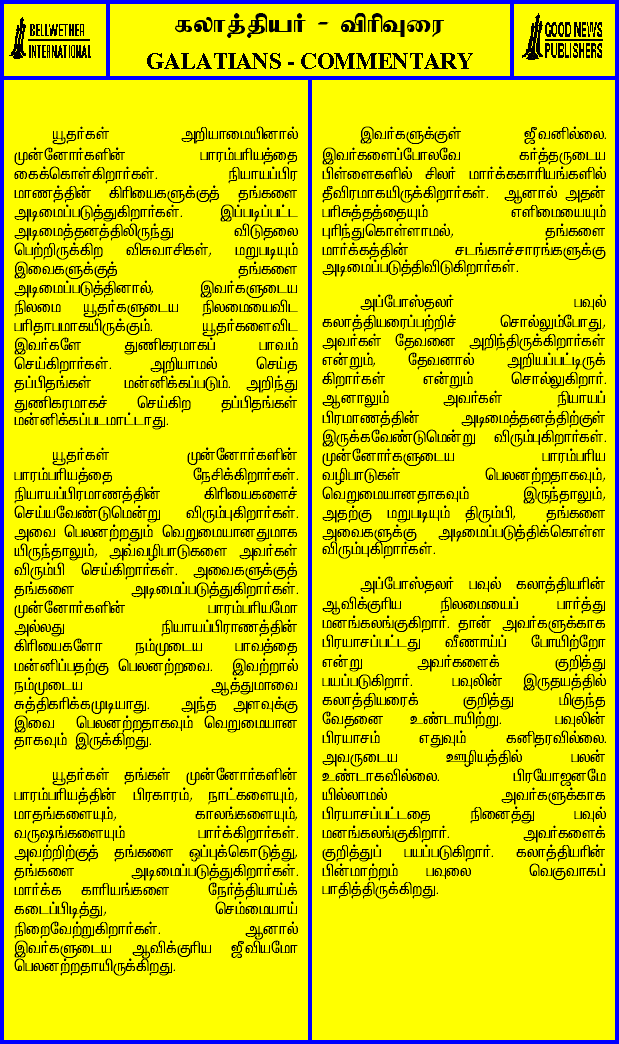 BELLWETHER
INTERNATIONAL
கலாத்தியர் - விரிவுரை
GALATIANS - COMMENTARY
GOOD NEWS
PUBLISHERS
யூதர்கள் அறியாமையினால்
முன்னோர்களின் பாரம்பரியத்தை
கைக்கொள்கிறார்கள். நியாயப்பிர
மாணத்தின் கிரியைகளுக்குத் தங்களை
அடிமைப்படுத்துகிறார்கள். இப்படிப்பட்ட
அடிமைத்தனத்திலிருந்து விடுதலை
பெற்றிருக்கிற விசுவாசிகள், மறுபடியும்
இவைகளுக்குத் தங்களை
அடிமைப்படுத்தினால், இவர்களுடைய
நிலமை யூதர்களுடைய நிலமையைவிட
பரிதாபமாகயிருக்கும். யூதர்களைவிட
இவர்களே துணிகரமாகப் பாவம்
செய்கிறார்கள். அறியாமல் செய்த
தப்பிதங்கள் மன்னிக்கப்படும். அறிந்து
துணிகரமாகச் செய்கிற தப்பிதங்கள்
மன்னிக்கப்படமாட்டாது.
யூதர்கள் முன்னோர்களின்
பாரம்பரியத்தை நேசிக்கிறார்கள்.
நியாயப்பிரமாணத்தின் கிரியைகளைச்
செய்யவேண்டுமென்று விரும்புகிறார்கள்.
அவை பெலனற்றதும் வெறுமையானதுமாக
யிருந்தாலும், அவ்வழிபாடுகளை அவர்கள்
விரும்பி செய்கிறார்கள். அவைகளுக்குத்
தங்களை அடிமைப்படுத்துகிறார்கள்.
முன்னோர்களின் பாரம்பரியமோ
அல்லது நியாயப்பிராணத்தின்
கிரியைகளோ நம்முடைய பாவத்தை
மன்னிப்பதற்கு பெலனற்றவை. இவற்றால்
நம்முடைய ஆத்துமாவை
சுத்திகரிக்கமுடியாது. அந்த அளவுக்கு
இவை பெலனற்றதாகவும் வெறுமையான
தாகவும் இருக்கிறது.
யூதர்கள் தங்கள் முன்னோர்களின்
பாரம்பரியத்தின் பிரகாரம், நாட்களையும்,
மாதங்களையும், காலங்களையும்,
வருஷங்களையும் பார்க்கிறார்கள்.
அவற்றிற்குத் தங்களை ஒப்புக்கொடுத்து,
தங்களை அடிமைப்படுத்துகிறார்கள்.
மார்க்க காரியங்களை நேர்த்தியாய்க்
கடைப்பிடித்து, செம்மையாய்
நிறைவேற்றுகிறார்கள். ஆனால்
இவர்களுடைய ஆவிக்குரிய ஜீவியமோ
பெலனற்றதாயிருக்கிறது.
இவர்களுக்குள் ஜீவனில்லை.
இவர்களைப்போலவே கர்த்தருடைய
பிள்ளைகளில் சிலர் மார்க்ககாரியங்களில்
தீவிரமாகயிருக்கிறார்கள். ஆனால் அதன்
பரிசுத்தத்தையும் எளிமையையும்
புரிந்துகொள்ளாமல், தங்களை
மார்க்கத்தின் சடங்காச்சாரங்களுக்கு
அடிமைப்படுத்திவிடுகிறார்கள்.
அப்போஸ்தலர் பவுல்
கலாத்தியரைப்பற்றிச் சொல்லும்போது,
அவர்கள் தேவனை அறிந்திருக்கிறார்கள்
என்றும், தேவனால் அறியப்பட்டிருக்
கிறார்கள் என்றும் சொல்லுகிறார்.
ஆனாலும் அவர்கள் நியாயப்
பிரமாணத்தின் அடிமைத்தனத்திற்குள்
இருக்கவேண்டுமென்று விரும்புகிறார்கள்.
முன்னோர்களுடைய பாரம்பரிய
வழிபாடுகள் பெலனற்றதாகவும்,
வெறுமையானதாகவும் இருந்தாலும்,
அதற்கு மறுபடியும் திரும்பி, தங்களை
அவைகளுக்கு அடிமைப்படுத்திக்கொள்ள
விரும்புகிறார்கள்.
அப்போஸ்தலர் பவுல் கலாத்தியரின்
ஆவிக்குரிய நிலமையைப் பார்த்து
மனங்கலங்குகிறார். தான் அவர்களுக்காக
பிரயாசப்பட்டது வீணாய்ப் போயிற்றோ
என்று அவர்களைக் குறித்து
பயப்படுகிறார். பவுலின் இருதயத்தில்
கலாத்தியரைக் குறித்து மிகுந்த
வேதனை உண்டாயிற்று. பவுலின்
பிரயாசம் எதுவும் கனிதரவில்லை.
அவருடைய ஊழியத்தில் பலன்
உண்டாகவில்லை. பிரயோஜனமே
யில்லாமல் அவர்களுக்காக
பிரயாசப்பட்டதை நினைத்து பவுல்
மனங்கலங்குகிறார். அவர்களைக்
குறித்துப் பயப்படுகிறார். கலாத்தியரின்
பின்மாற்றம் பவுலை வெகுவாகப்
பாதித்திருக்கிறது.